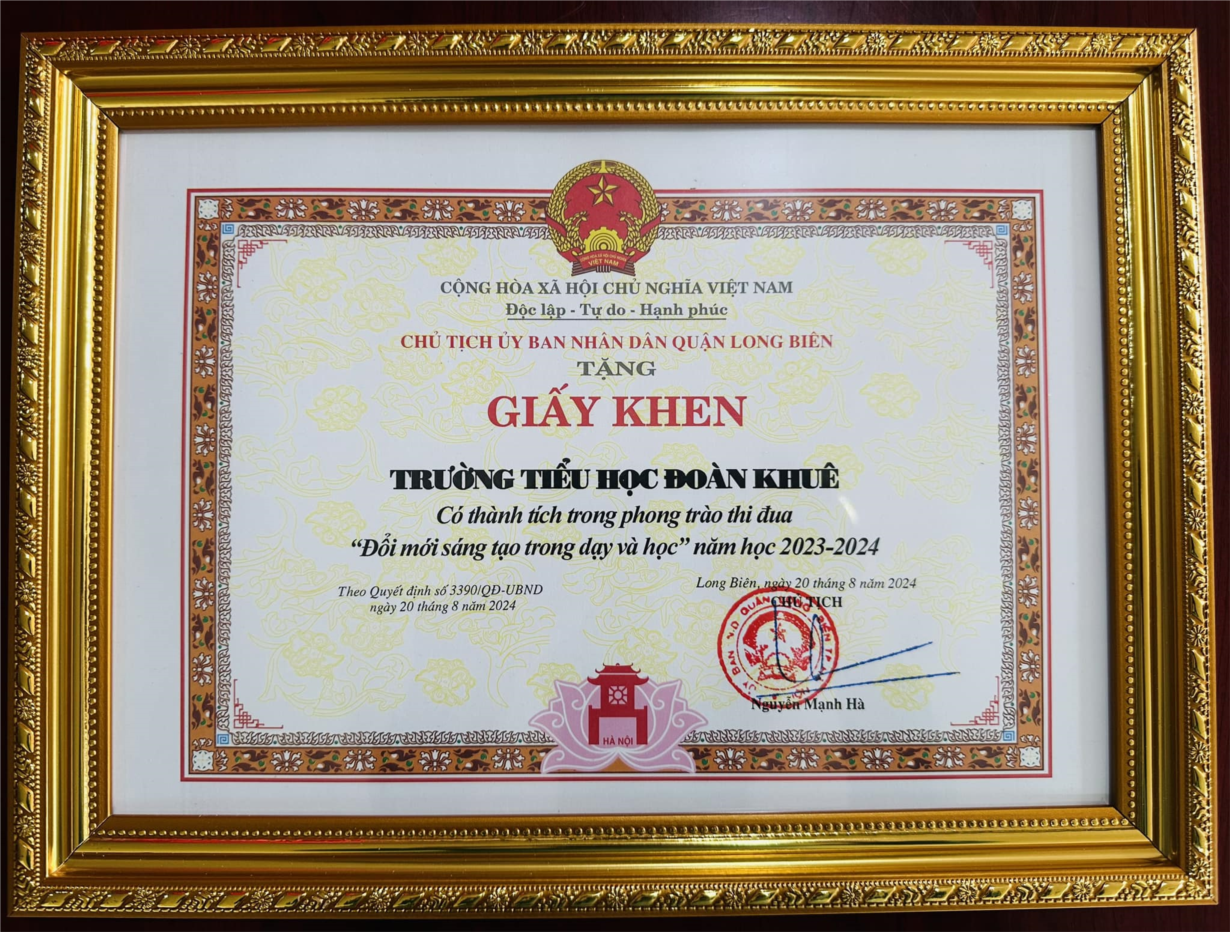 CỘNG HÒA XÃ HỘI CHỦ NGHĨA VIỆT NAM
Độc lập - Tự do - Hạnh phúc
CHỦ TỊCH ỦY BAN NHÂN DÂN QUẬN LONG BIÊN
TẶNG
GIẤY KHEN
TRƯỜNG TIỂU HỌC ĐOÀN KHUÊ
Có thành tích trong phong trào thi đua
“Đổi mới sáng tạo trong dạy và học” năm học 2023-2024
Theo Quyết định số 3390/QĐ-UBND
ngày 20 tháng 8 năm 2024
Long Biên, ngày 20 tháng 8 năm 2024
CHỦ TỊCH
Nguyễn Mạnh Hà
HÀ NỘI
VIỆT NAM